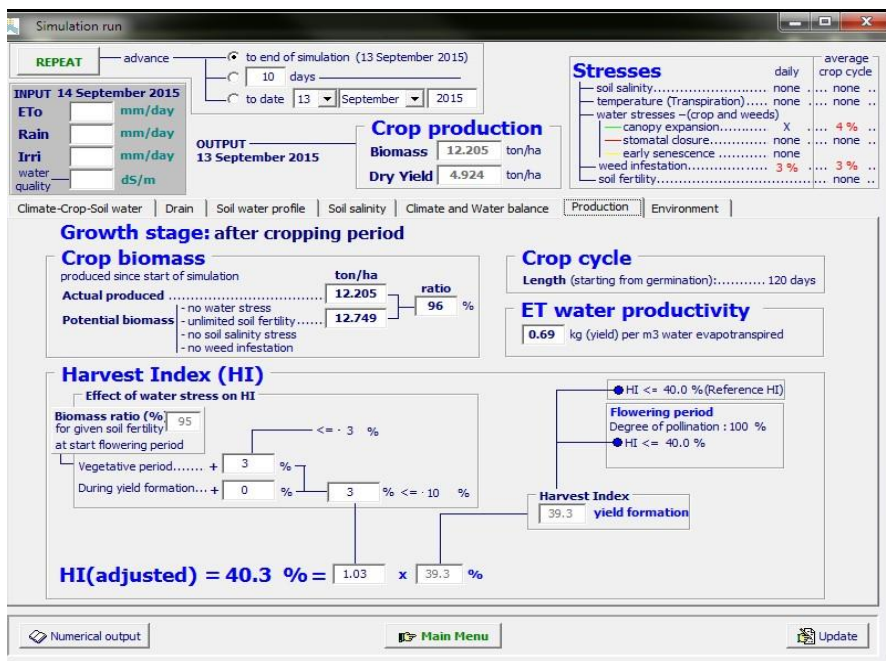 Simulation run
REPEAT
advance
to end of simulation (13 September 2015)
10 days
to date 13 September 2015
INPUT 14 September 2015
ETo mm/day
Rain mm/day
Irri mm/day
water quality dS/m
OUTPUT
13 September 2015
Crop production
Biomass 12.205 ton/ha
Dry Yield 4.924 ton/ha
Stresses
daily
average
crop cycle
soil salinity........................ none .... none ..
temperature (Transpiration)..... none .... none ..
water stresses –(crop and weeds)
canopy expansion........... X .... 4 % ..
stomatal closure............ none .... none ..
early senescence ........... none
weed infestation................. 3 % .... 3 % ..
soil fertility.................................... none ..
Climate-Crop-Soil water | Drain | Soil water profile | Soil salinity | Climate and Water balance | Production | Environment
Growth stage: after cropping period
Crop biomass
produced since start of simulation ton/ha
Actual produced .................................. 12.205
ratio
96 %
Potential biomass
- no water stress
- unlimited soil fertility...... 12.749
- no soil salinity stress
- no weed infestation
Crop cycle
Length (starting from germination):........... 120 days
ET water productivity
0.69 kg (yield) per m3 water evapotranspired
Harvest Index (HI)
Effect of water stress on HI
Biomass ratio (%)
for given soil fertility 95
at start flowering period
<= · 3 %
Vegetative period....... + 3 %
During yield formation... + 0 % 3 % <= · 10 %
HI <= 40.0 %(Reference HI)
Flowering period
Degree of pollination : 100 %
HI <= 40.0 %
Harvest Index
39.3 yield formation
HI(adjusted) = 40.3 % = 1.03 x 39.3 %
Numerical output
Main Menu
Update